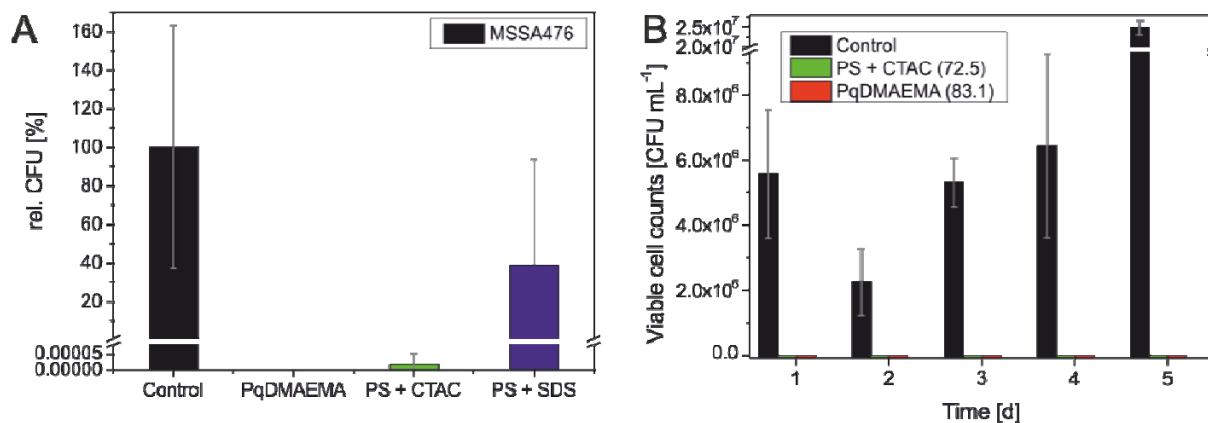 A
MSSA476
rel. CFU [%]
160
140
120
100
80
60
40
20
0.00005
0.00000
Control
PqDMAEMA
PS + CTAC
PS + SDS
B
Control
PS + CTAC (72.5)
PqDMAEMA (83.1)
Viable cell counts [CFU mL⁻¹]
2.5x10⁷
2.0x10⁷
8.0x10⁶
6.0x10⁶
4.0x10⁶
2.0x10⁶
0.0
1
2
3
4
5
Time [d]